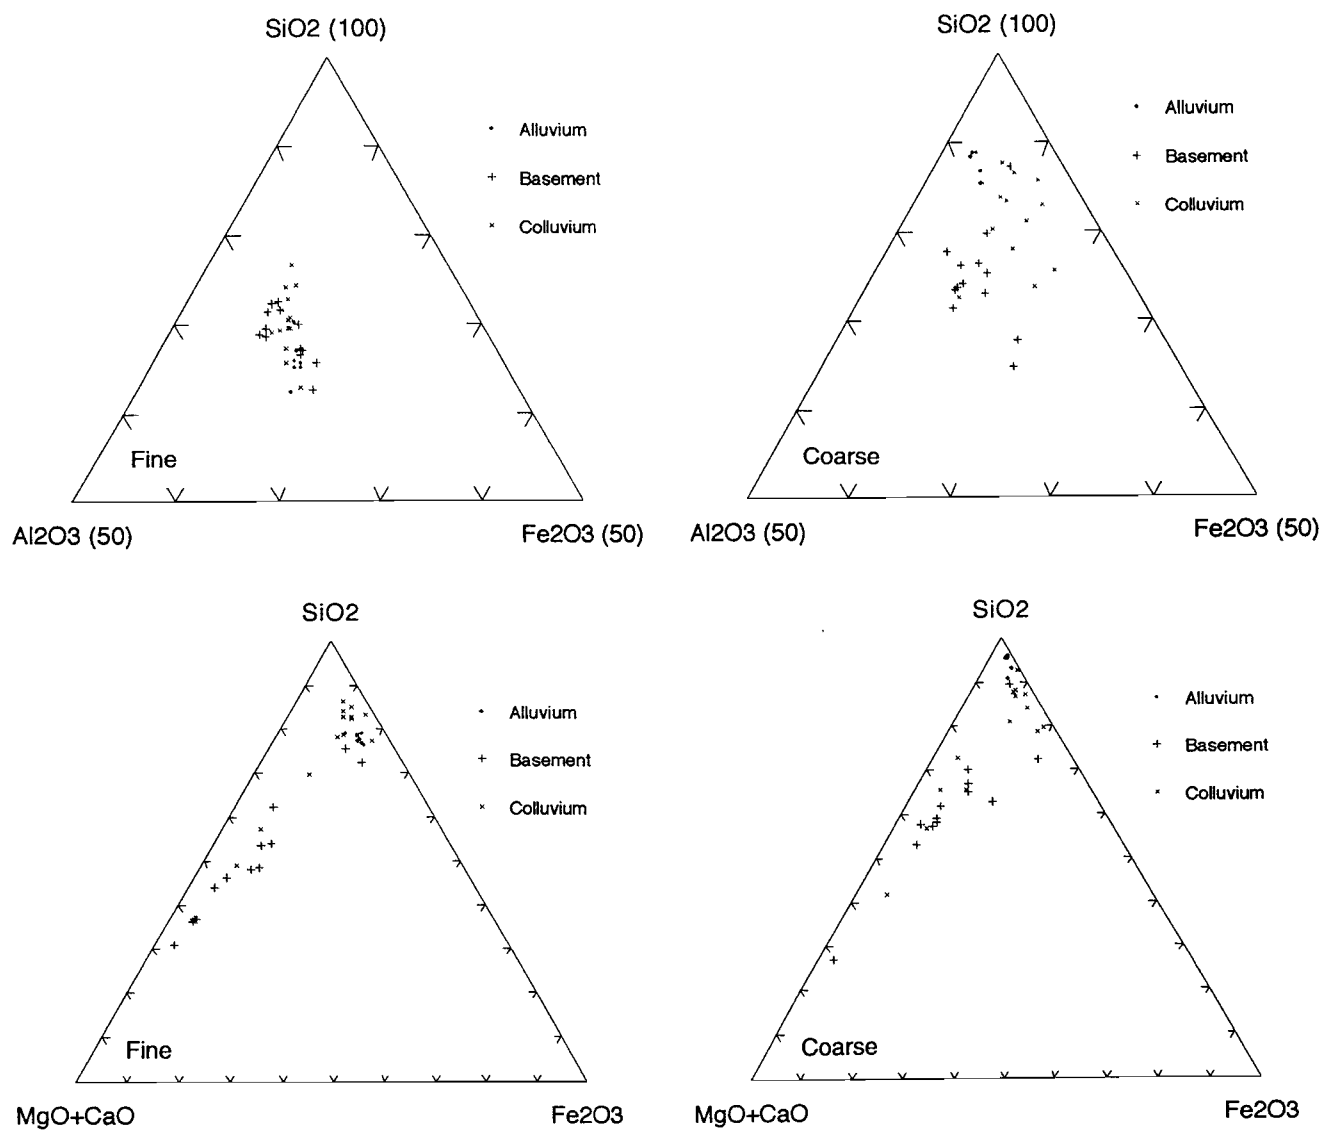 SiO2 (100)
Alluvium
Basement
Colluvium
Fine
Al2O3 (50)
Fe2O3 (50)
SiO2 (100)
Alluvium
Basement
Colluvium
Coarse
Al2O3 (50)
Fe2O3 (50)
SiO2
Alluvium
Basement
Colluvium
Fine
MgO+CaO
Fe2O3
SiO2
Alluvium
Basement
Colluvium
Coarse
MgO+CaO
Fe2O3